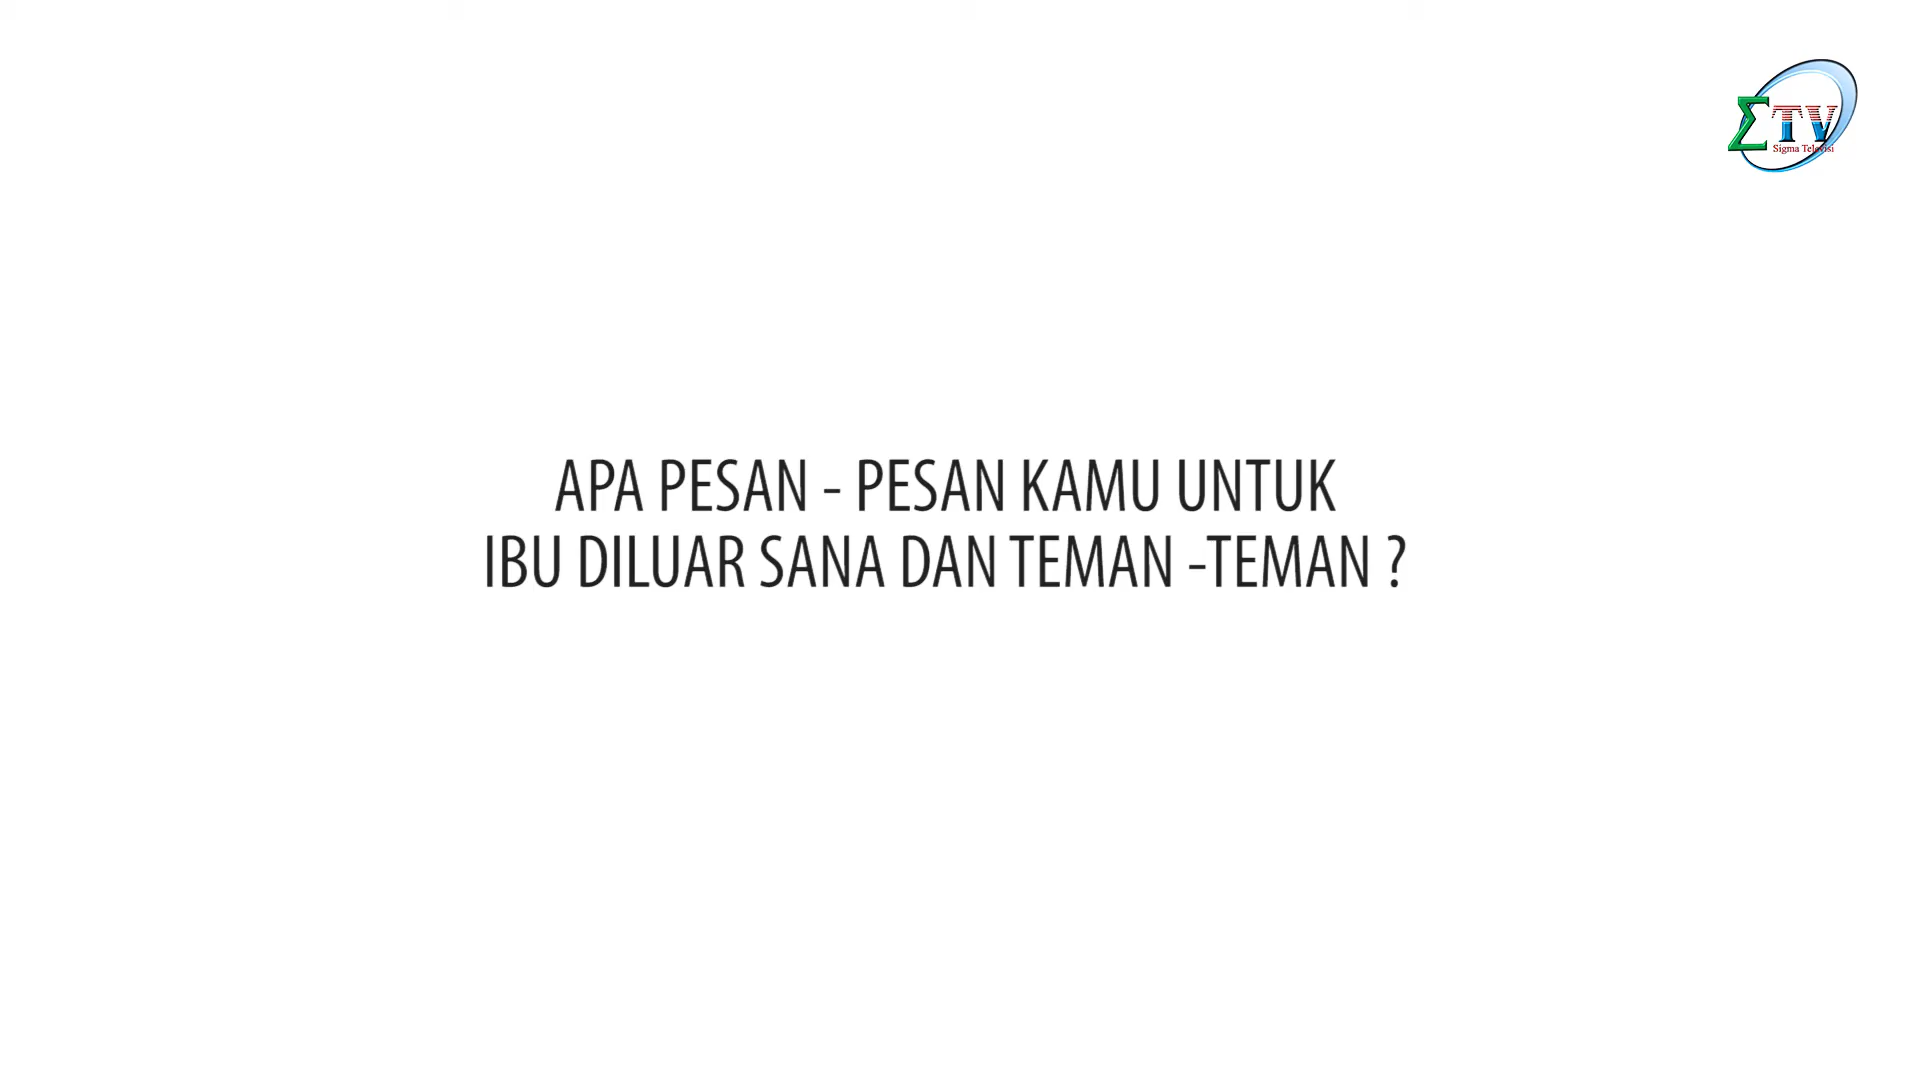 ΣTV
Sigma Televisi
APA PESAN - PESAN KAMU UNTUK
IBU DILUAR SANA DAN TEMAN -TEMAN ?